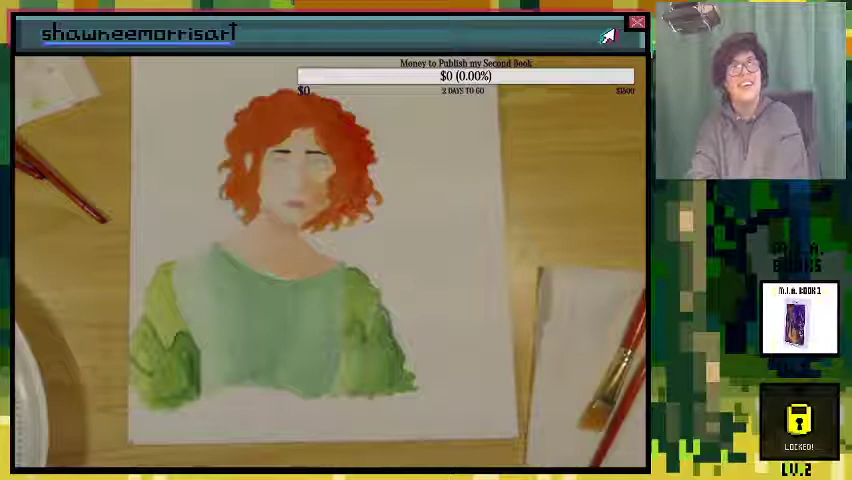 shawneemorrisart
Money to Publish my Second Book
$0 (0.00%)
$0
2 DAYS TO GO
$1500
M.I.A.
BOOKS
M.I.A. BOOK 1
LOCKED!
LV.2